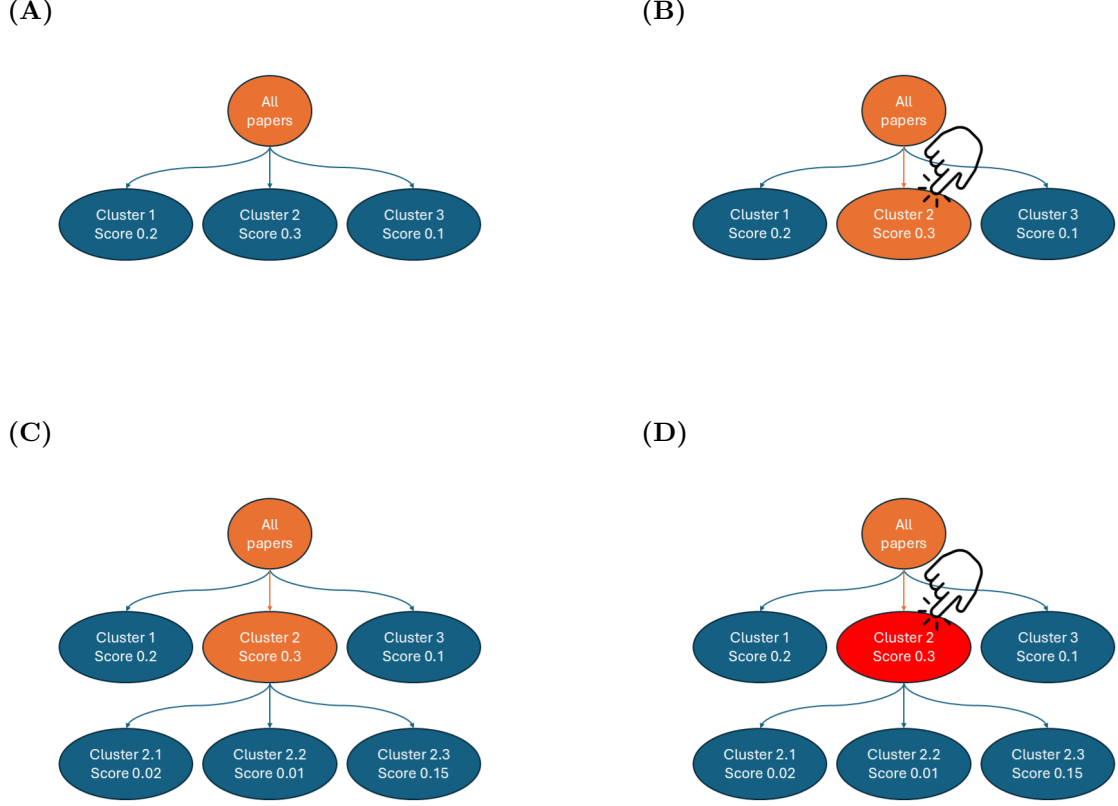 (A)
All
papers
Cluster 1
Score 0.2
Cluster 2
Score 0.3
Cluster 3
Score 0.1
(B)
All
papers
Cluster 1
Score 0.2
Cluster 2
Score 0.3
Cluster 3
Score 0.1
(C)
All
papers
Cluster 1
Score 0.2
Cluster 2
Score 0.3
Cluster 3
Score 0.1
Cluster 2.1
Score 0.02
Cluster 2.2
Score 0.01
Cluster 2.3
Score 0.15
(D)
All
papers
Cluster 1
Score 0.2
Cluster 2
Score 0.3
Cluster 3
Score 0.1
Cluster 2.1
Score 0.02
Cluster 2.2
Score 0.01
Cluster 2.3
Score 0.15